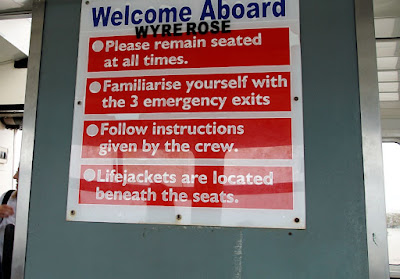 Welcome Aboard
WYRE ROSE
Please remain seated
at all times.
Familiarise yourself with
the 3 emergency exits
Follow instructions
given by the crew.
Lifejackets are located
beneath the seats.